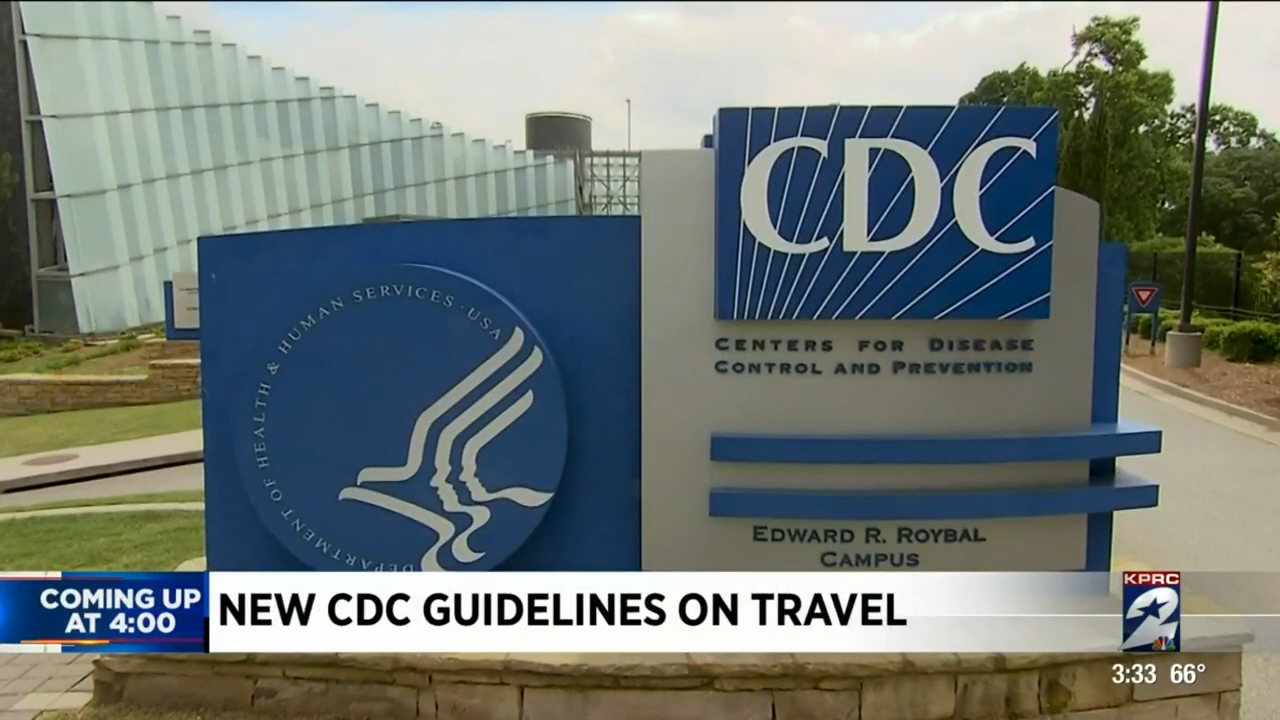 CDC
CENTERS FOR DISEASE
CONTROL AND PREVENTION
DEPARTMENT OF HEALTH & HUMAN SERVICES · USA
EDWARD R. ROYBAL
CAMPUS
COMING UP
AT 4:00
NEW CDC GUIDELINES ON TRAVEL
KPRC
2
3:33 66°